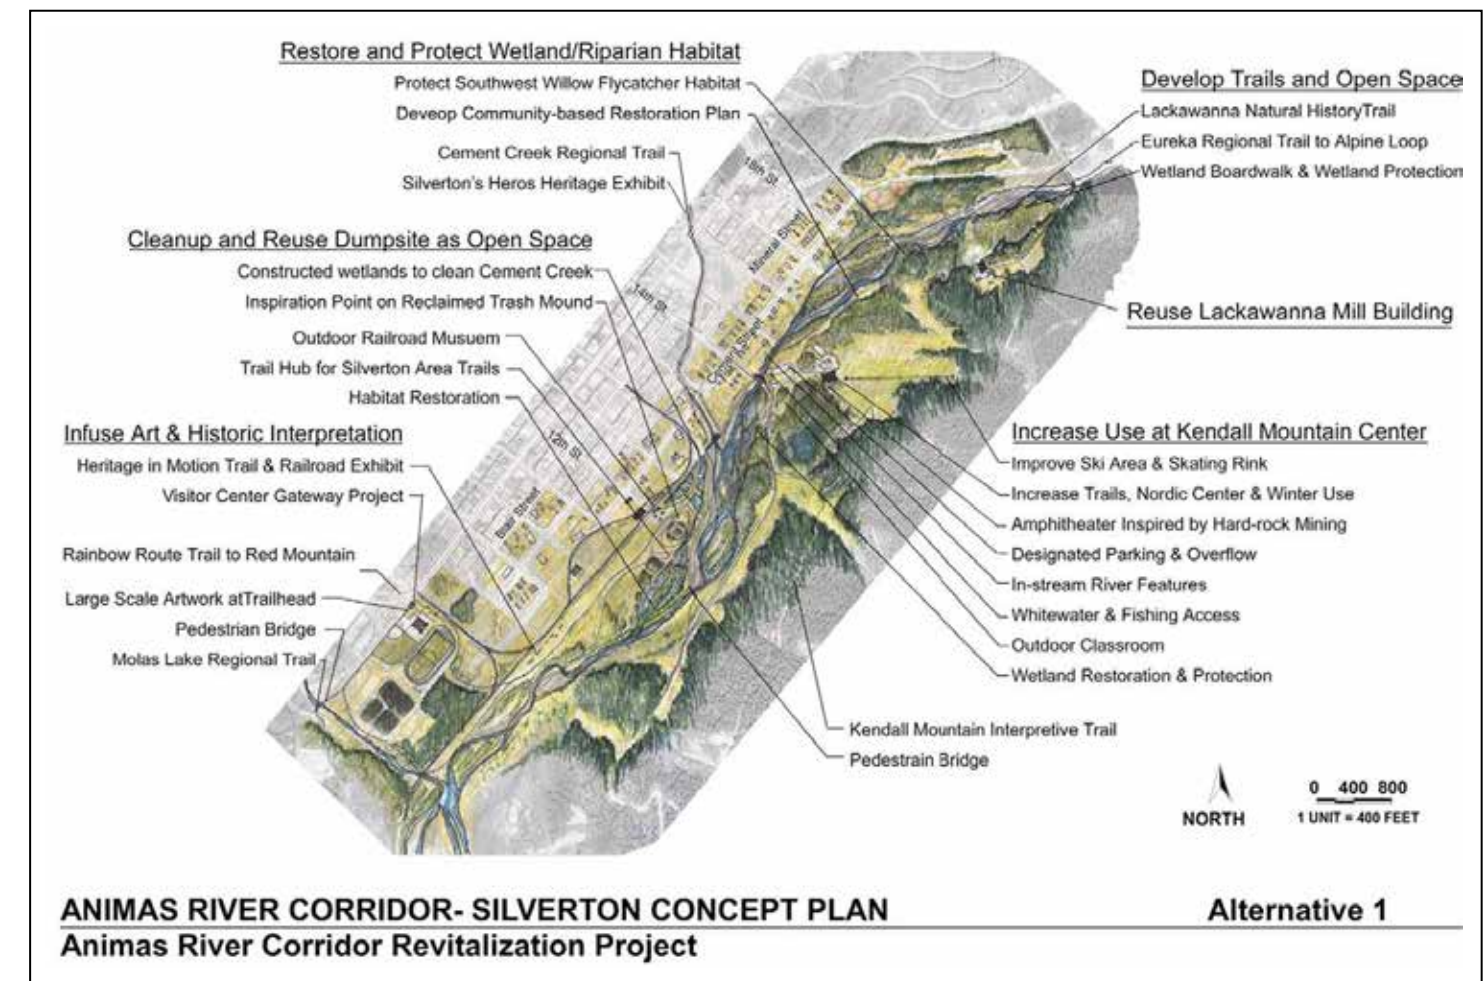 Restore and Protect Wetland/Riparian Habitat
Protect Southwest Willow Flycatcher Habitat
Deveop Community-based Restoration Plan
Cement Creek Regional Trail
Silverton's Heros Heritage Exhibit
Cleanup and Reuse Dumpsite as Open Space
Constructed wetlands to clean Cement Creek
Inspiration Point on Reclaimed Trash Mound
Outdoor Railroad Musuem
Trail Hub for Silverton Area Trails
Habitat Restoration
Infuse Art & Historic Interpretation
Heritage in Motion Trail & Railroad Exhibit
Visitor Center Gateway Project
Rainbow Route Trail to Red Mountain
Large Scale Artwork atTrailhead
Pedestrian Bridge
Molas Lake Regional Trail
18th St.
Mineral Street
14th St.
Cement Street
12th St.
Blair Street
Develop Trails and Open Space
Lackawanna Natural HistoryTrail
Eureka Regional Trail to Alpine Loop
Wetland Boardwalk & Wetland Protection
Reuse Lackawanna Mill Building
Increase Use at Kendall Mountain Center
Improve Ski Area & Skating Rink
Increase Trails, Nordic Center & Winter Use
Amphitheater Inspired by Hard-rock Mining
Designated Parking & Overflow
In-stream River Features
Whitewater & Fishing Access
Outdoor Classroom
Wetland Restoration & Protection
Kendall Mountain Interpretive Trail
Pedestrain Bridge
NORTH
0 400 800
1 UNIT = 400 FEET
ANIMAS RIVER CORRIDOR- SILVERTON CONCEPT PLAN
Alternative 1
Animas River Corridor Revitalization Project